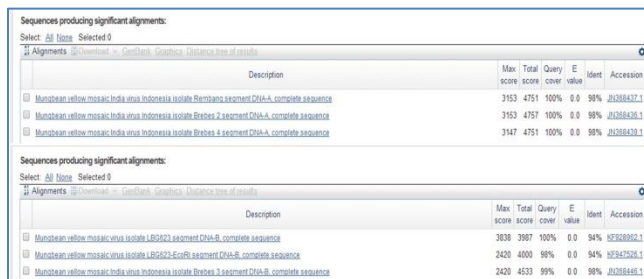 Sequences producing significant alignments:
Select: All None Selected:0
Alignments Download GenBank Graphics Distance tree of results
Description Max score Total score Query cover E value Ident Accession
Mungbean yellow mosaic India virus Indonesia isolate Rembang segment DNA-A, complete sequence 3153 4751 100% 0.0 98% JN368437.1
Mungbean yellow mosaic India virus Indonesia isolate Brebes 2 segment DNA-A, complete sequence 3153 4757 100% 0.0 98% JN368436.1
Mungbean yellow mosaic India virus Indonesia isolate Brebes 4 segment DNA-A, complete sequence 3147 4751 100% 0.0 98% JN368439.1
Sequences producing significant alignments:
Select: All None Selected:0
Alignments Download GenBank Graphics Distance tree of results
Description Max score Total score Query cover E value Ident Accession
Mungbean yellow mosaic virus isolate LBG623 segment DNA-B, complete sequence 3838 3987 100% 0.0 94% KF928962.1
Mungbean yellow mosaic virus isolate LBG623-EcoRI segment DNA-B, complete sequence 2420 4000 98% 0.0 94% KF947526.1
Mungbean yellow mosaic India virus Indonesia isolate Brebes 3 segment DNA-B, complete sequence 2420 4533 99% 0.0 98%